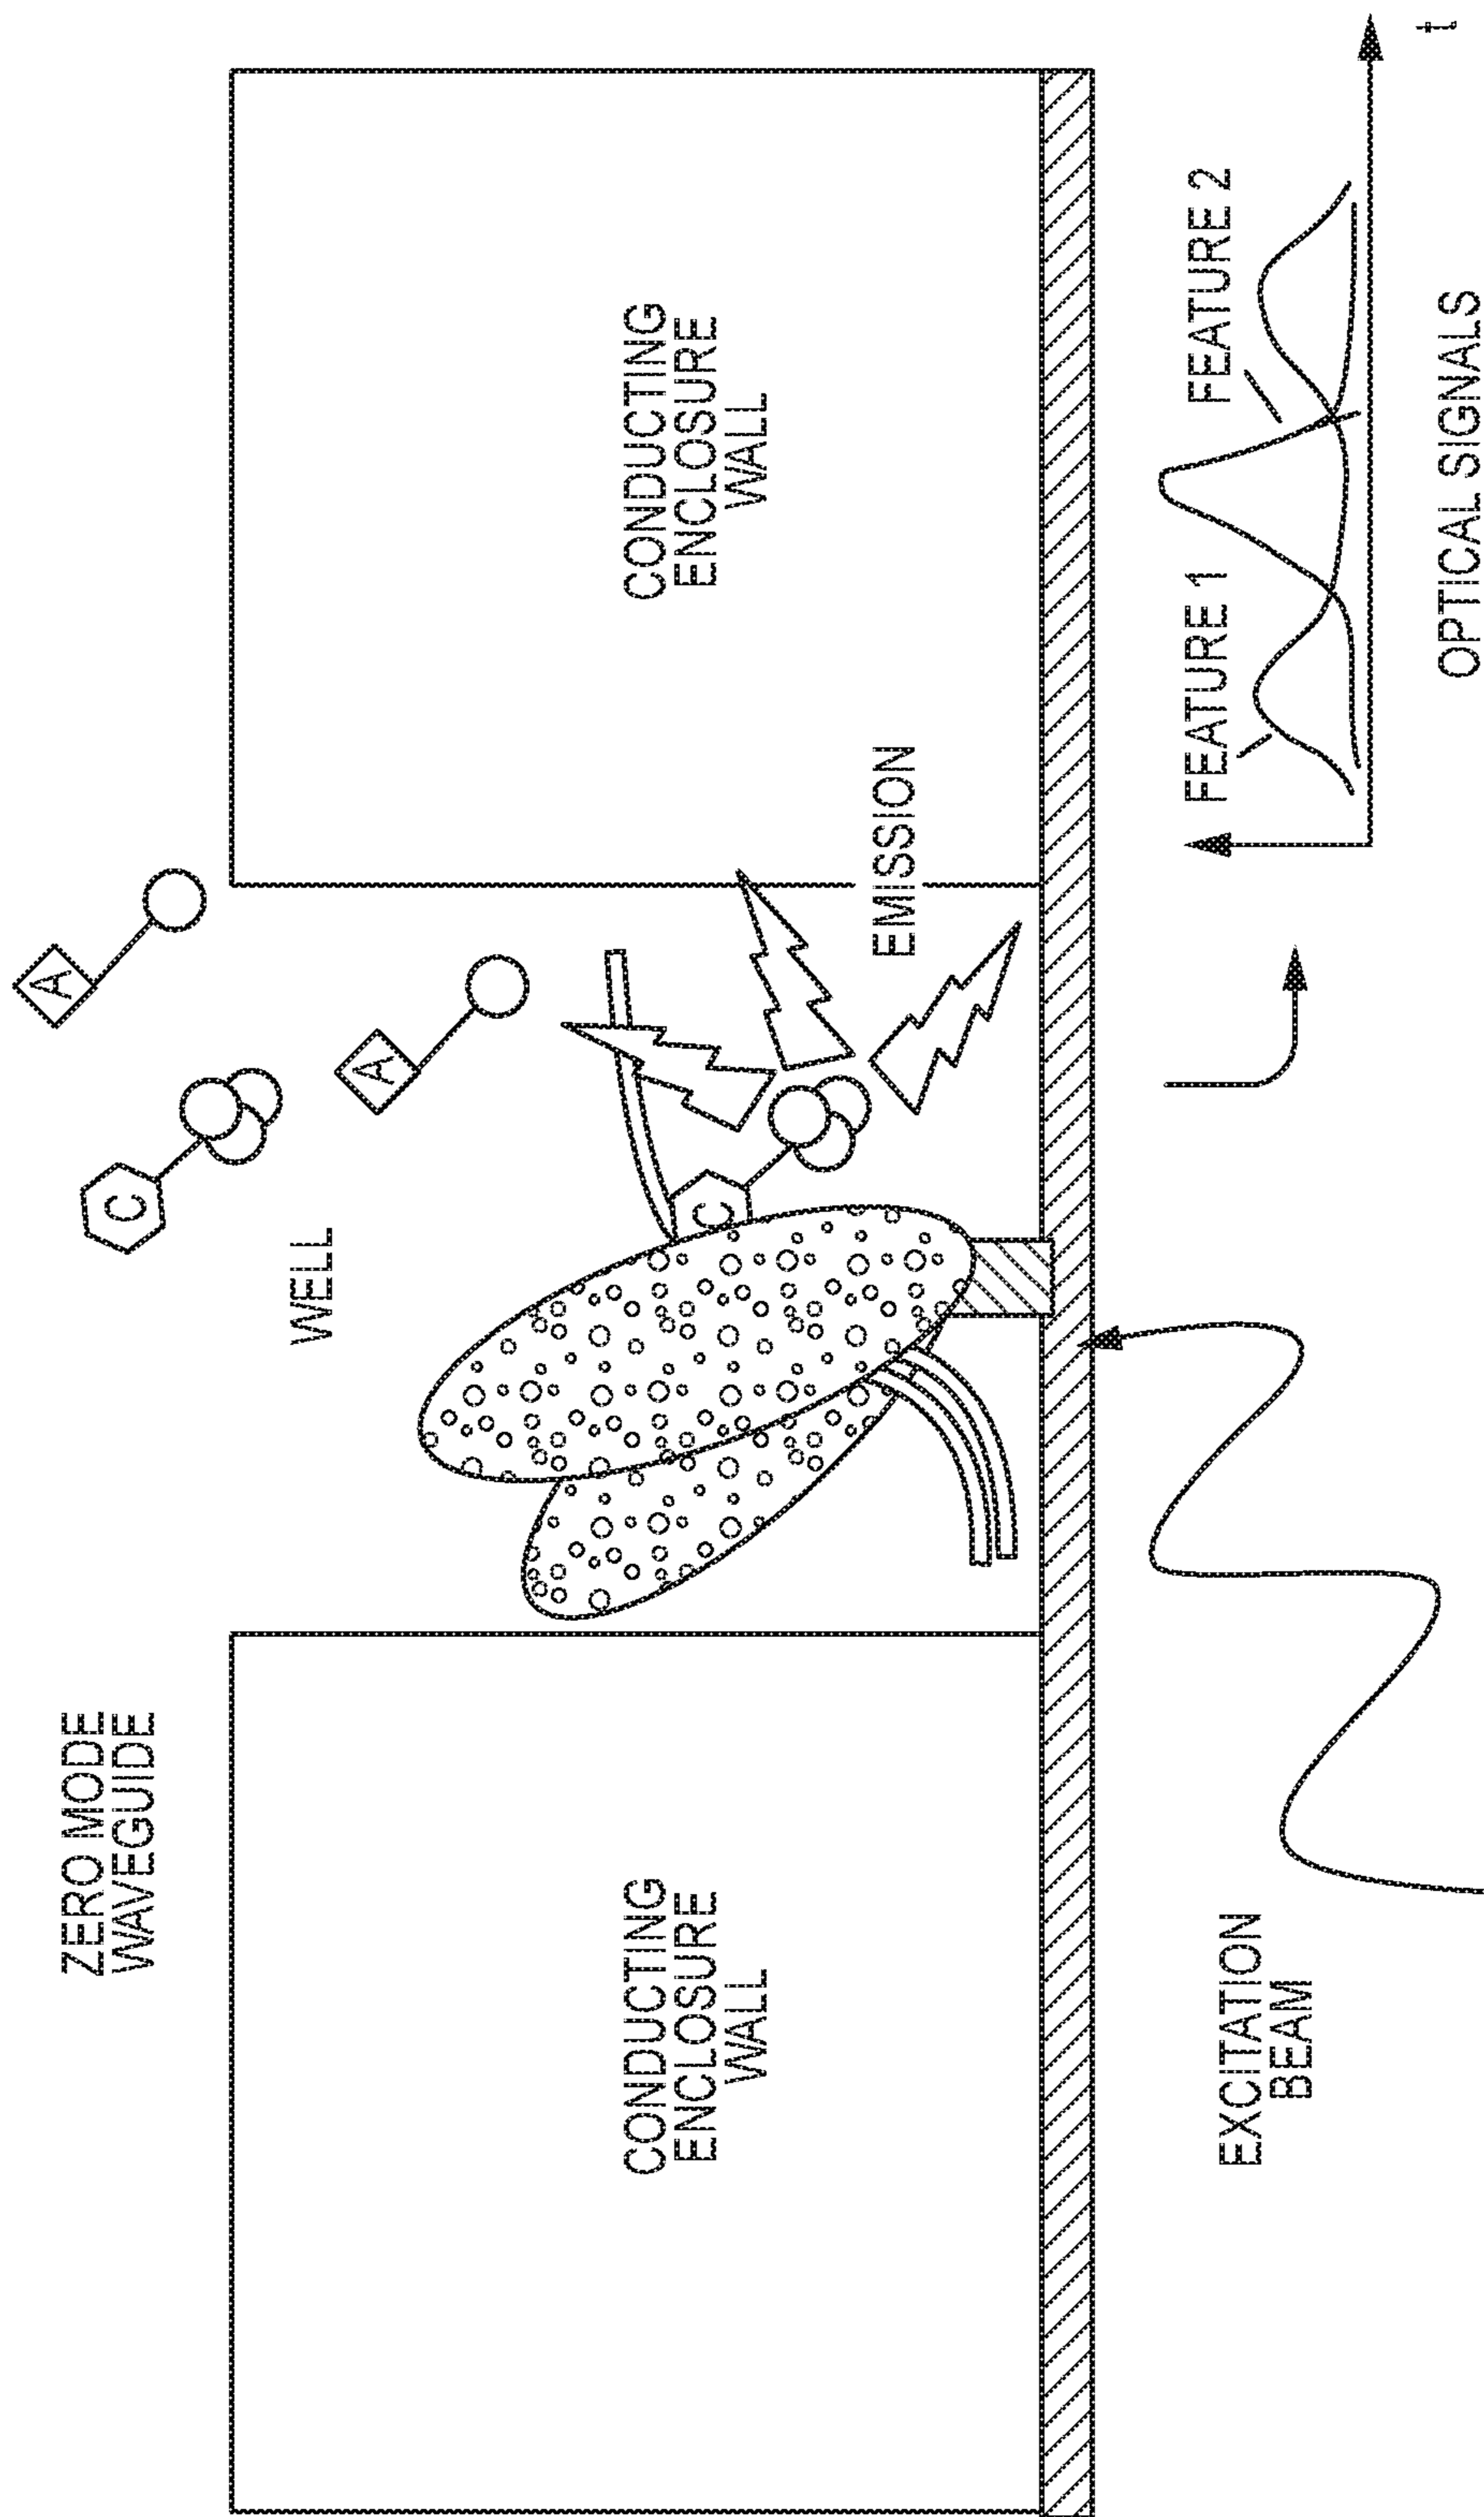 ZERO MODE
WAVEGUIDE
C
A
WELL
A
C
CONDUCTING
ENCLOSURE
WALL
CONDUCTING
ENCLOSURE
WALL
EMISSION
EXCITATION
BEAM
FEATURE 1
FEATURE 2
t
OPTICAL SIGNALS